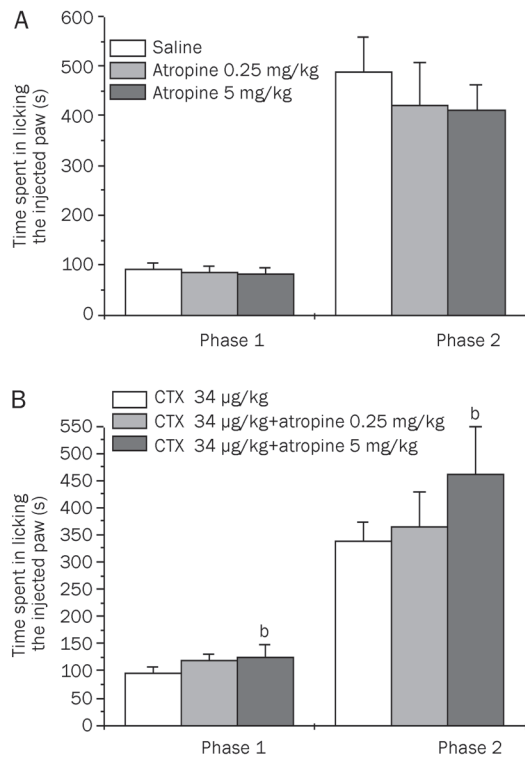 A
600
500
400
300
200
100
0
Time spent in licking
the injected paw (s)
Saline
Atropine 0.25 mg/kg
Atropine 5 mg/kg
Phase 1
Phase 2
B
550
450
400
350
300
250
200
150
100
50
0
Time spent in licking
the injected paw (s)
CTX 34 µg/kg
CTX 34 µg/kg+atropine 0.25 mg/kg
CTX 34 µg/kg+atropine 5 mg/kg
b
b
Phase 1
Phase 2